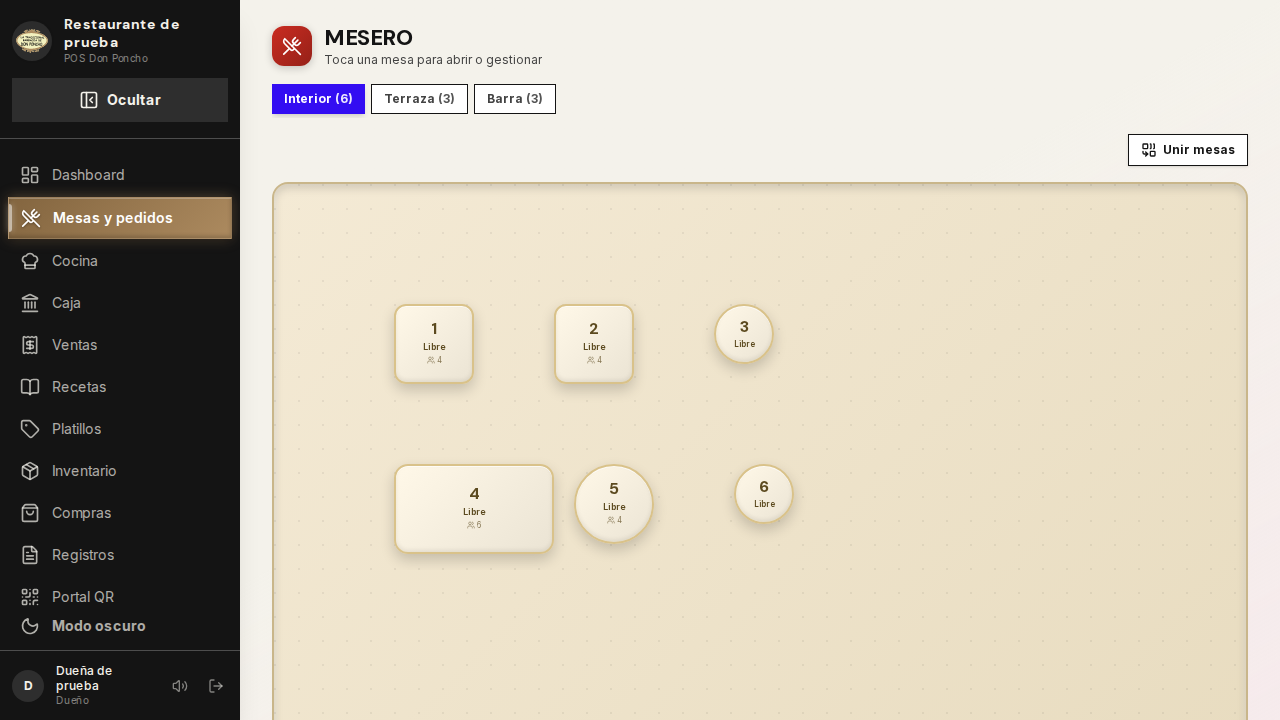 Restaurante de
prueba
POS Don Poncho
Ocultar
Dashboard
Mesas y pedidos
Cocina
Caja
Ventas
Recetas
Platillos
Inventario
Compras
Registros
Portal QR
Modo oscuro
D
Dueña de
prueba
Dueño
MESERO
Toca una mesa para abrir o gestionar
Interior (6)
Terraza (3)
Barra (3)
Unir mesas
1
Libre
4
2
Libre
4
3
Libre
4
Libre
6
5
Libre
4
6
Libre